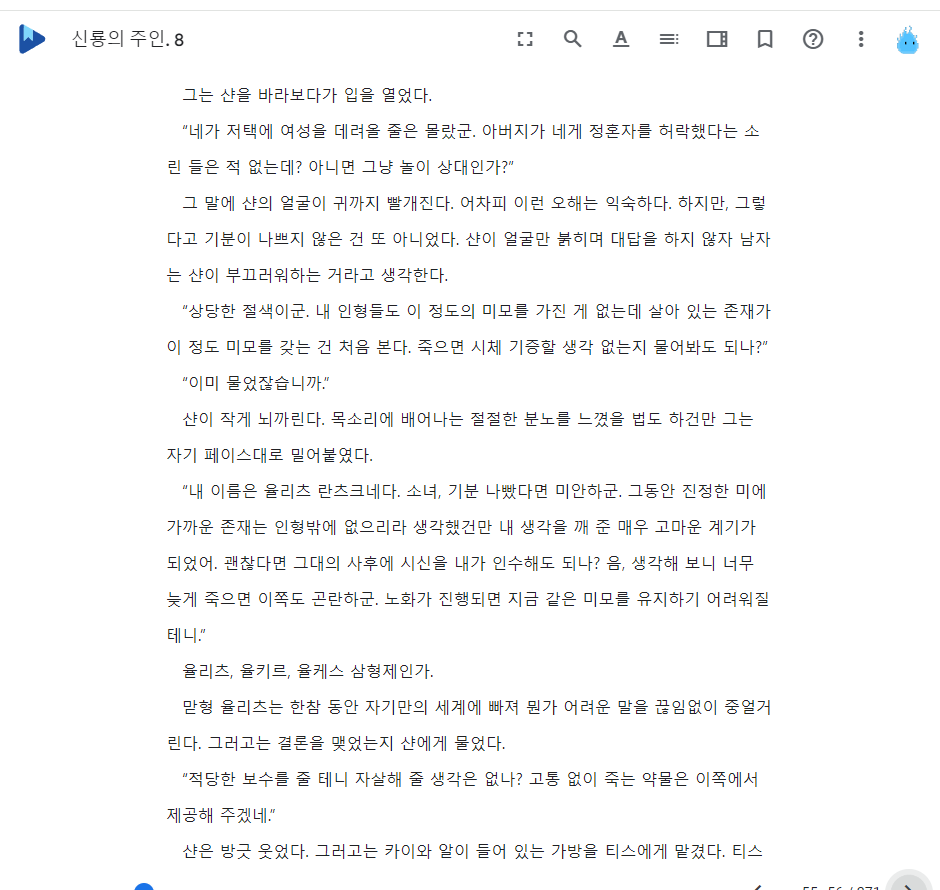 신룡의 주인. 8
그는 샨을 바라보다가 입을 열었다.
"네가 저택에 여성을 데려올 줄은 몰랐군. 아버지가 네게 정혼자를 허락했다는 소
린 들은 적 없는데? 아니면 그냥 놀이 상대인가?"
그 말에 샨의 얼굴이 귀까지 빨개진다. 어차피 이런 오해는 익숙하다. 하지만, 그렇
다고 기분이 나쁘지 않은 건 또 아니었다. 샨이 얼굴만 붉히며 대답을 하지 않자 남자
는 샨이 부끄러워하는 거라고 생각한다.
"상당한 절색이군. 내 인형들도 이 정도의 미모를 가진 게 없는데 살아 있는 존재가
이 정도 미모를 갖는 건 처음 본다. 죽으면 시체 기증할 생각 없는지 물어봐도 되나?"
"이미 물었잖습니까."
샨이 작게 뇌까린다. 목소리에 배어나는 절절한 분노를 느꼈을 법도 하건만 그는
자기 페이스대로 밀어붙였다.
"내 이름은 율리츠 란츠크네다. 소녀, 기분 나빴다면 미안하군. 그동안 진정한 미에
가까운 존재는 인형밖에 없으리라 생각했건만 내 생각을 깨 준 매우 고마운 계기가
되었어. 괜찮다면 그대의 사후에 시신을 내가 인수해도 되나? 음, 생각해 보니 너무
늦게 죽으면 이쪽도 곤란하군. 노화가 진행되면 지금 같은 미모를 유지하기 어려워질
테니."
율리츠, 율키르, 율케스 삼형제인가.
맏형 율리츠는 한참 동안 자기만의 세계에 빠져 뭔가 어려운 말을 끊임없이 중얼거
린다. 그러고는 결론을 맺었는지 샨에게 물었다.
"적당한 보수를 줄 테니 자살해 줄 생각은 없나? 고통 없이 죽는 약물은 이쪽에서
제공해 주겠네."
샨은 방긋 웃었다. 그러고는 카이와 알이 들어 있는 가방을 티스에게 맡겼다. 티스